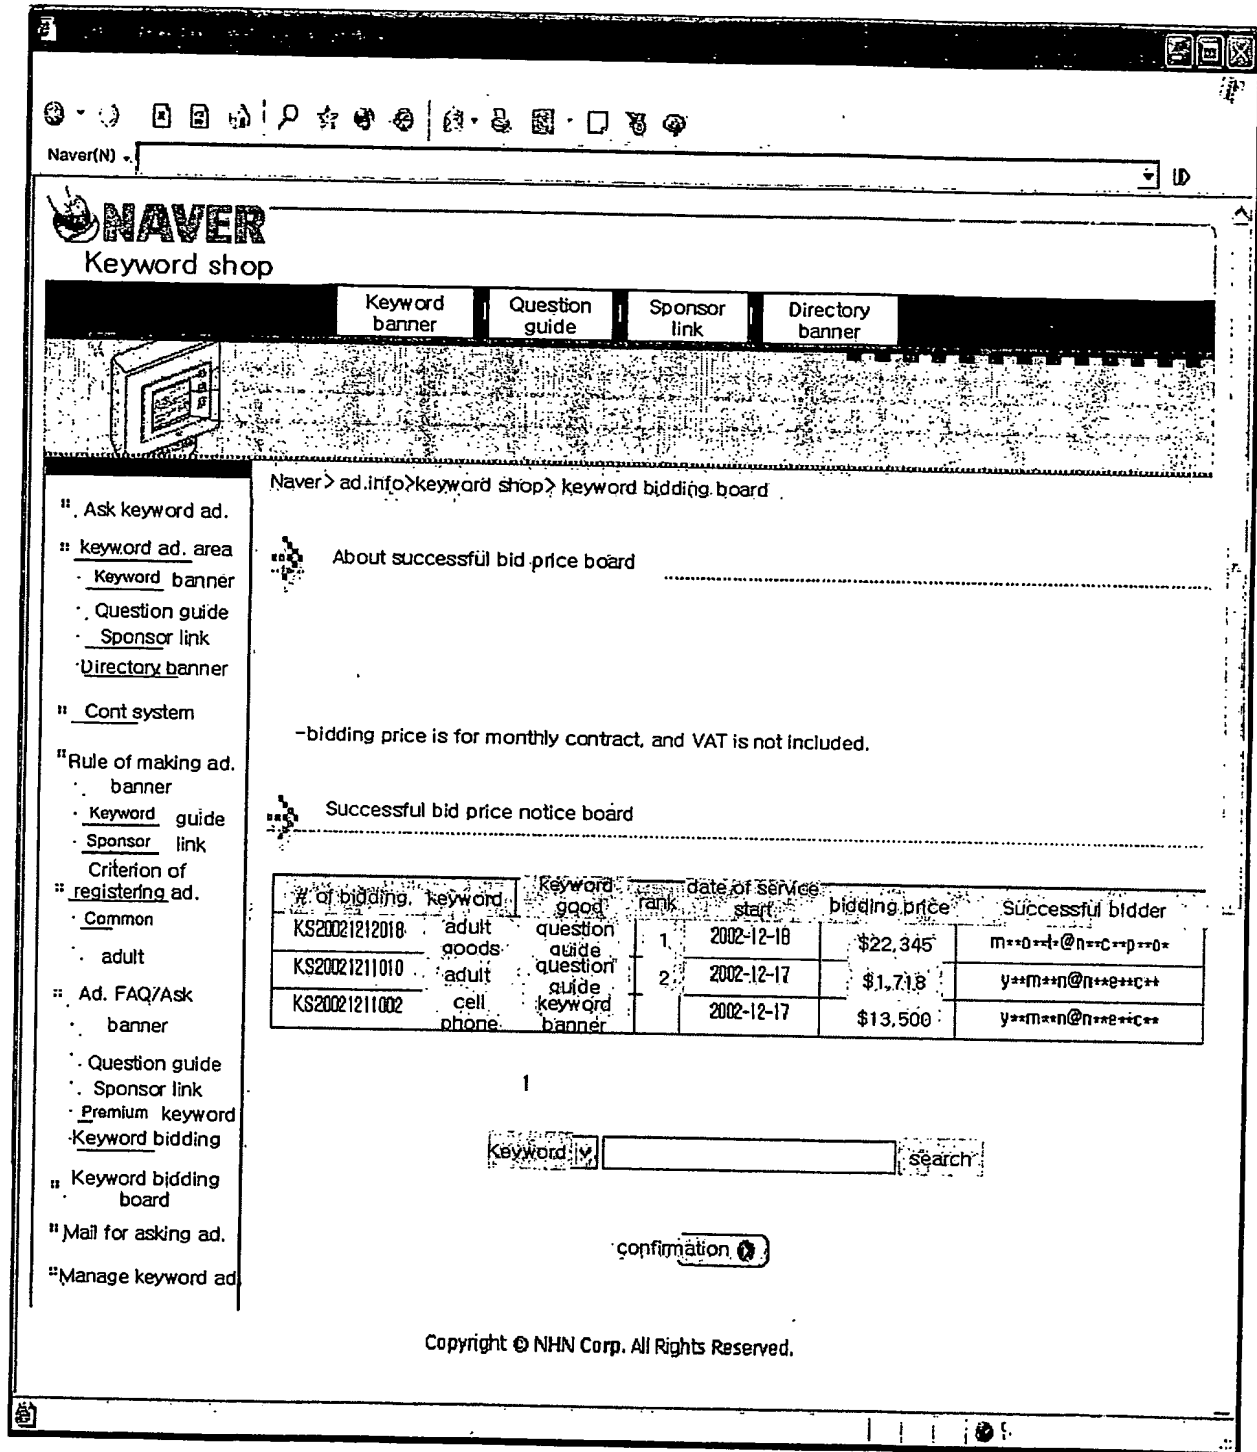 Naver(N)
NAVER
Keyword shop
Keyword banner
Question guide
Sponsor link
Directory banner
Naver> ad.info>keyword shop> keyword bidding board
Ask keyword ad.
keyword ad. area
Keyword banner
Question guide
Sponsor link
Directory banner
Cont system
Rule of making ad.
banner
Keyword guide
Sponsor link
Criterion of registering ad.
Common
adult
Ad. FAQ/Ask
banner
Question guide
Sponsor link
Premium keyword
Keyword bidding
Keyword bidding board
Mail for asking ad.
Manage keyword ad.
About successful bid price board
-bidding price is for monthly contract, and VAT is not included.
Successful bid price notice board
# of bidding. keyword keyword good rank date of service start bidding price Successful bidder
KS20021212018 adult goods question guide 1 2002-12-18 $22,345
KS20021211010 adult question guide 2 2002-12-17 $1,718 y**m**n@n**e**c**
KS20021211002 cell phone keyword banner 2002-12-17 $13,500 y**m**n@n**e**c**
1
Keyword search
confirmation
Copyright © NHN Corp. All Rights Reserved.